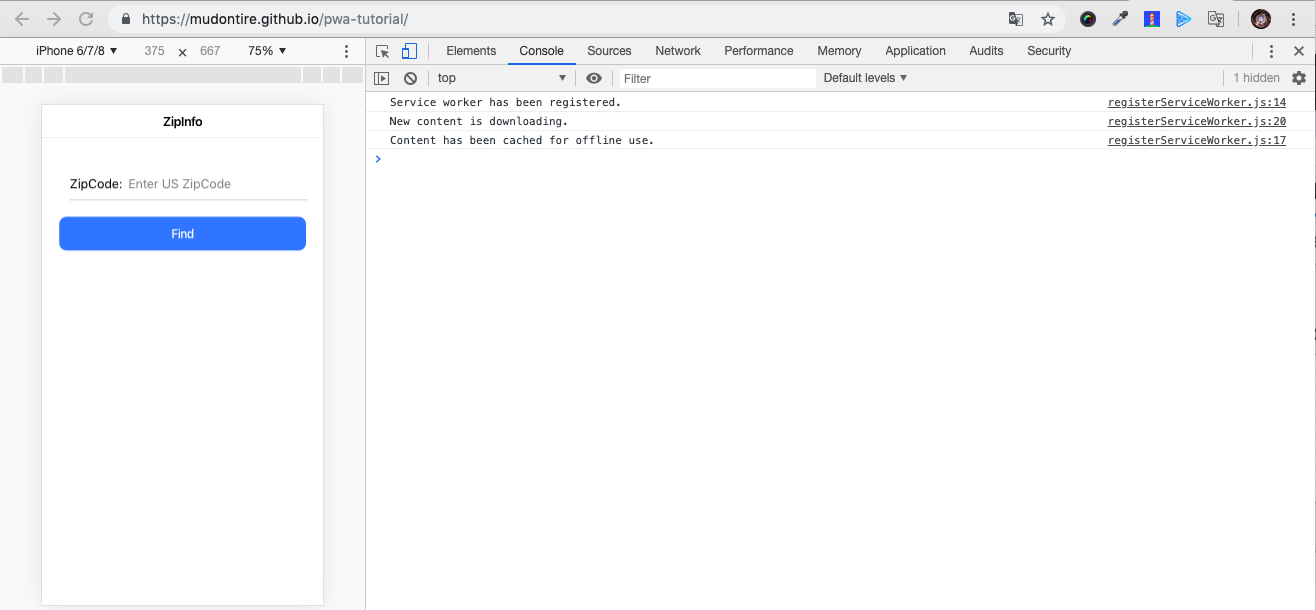 https://mudontire.github.io/pwa-tutorial/
iPhone 6/7/8 ▼ 375 × 667 75% ▼
Elements Console Sources Network Performance Memory Application Audits Security
top ▼ Filter Default levels ▼ 1 hidden
ZipInfo
ZipCode: Enter US ZipCode
Find
Service worker has been registered. registerServiceWorker.js:14
New content is downloading. registerServiceWorker.js:20
Content has been cached for offline use. registerServiceWorker.js:17